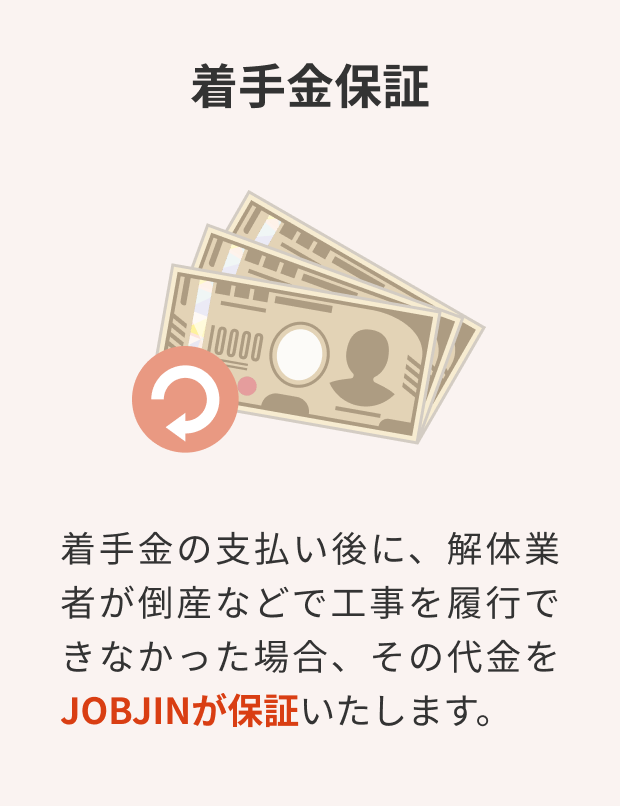 着手金保証
10000
着手金の支払い後に、解体業
者が倒産などで工事を履行で
きなかった場合、その代金を
JOBJINが保証いたします。